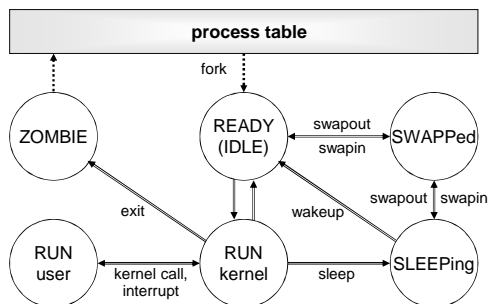 process table
fork
ZOMBIE
READY
(IDLE)
swapout
swapin
SWAPPed
exit
wakeup
swapout swapin
RUN
user
kernel call,
interrupt
RUN
kernel
sleep
SLEEPing